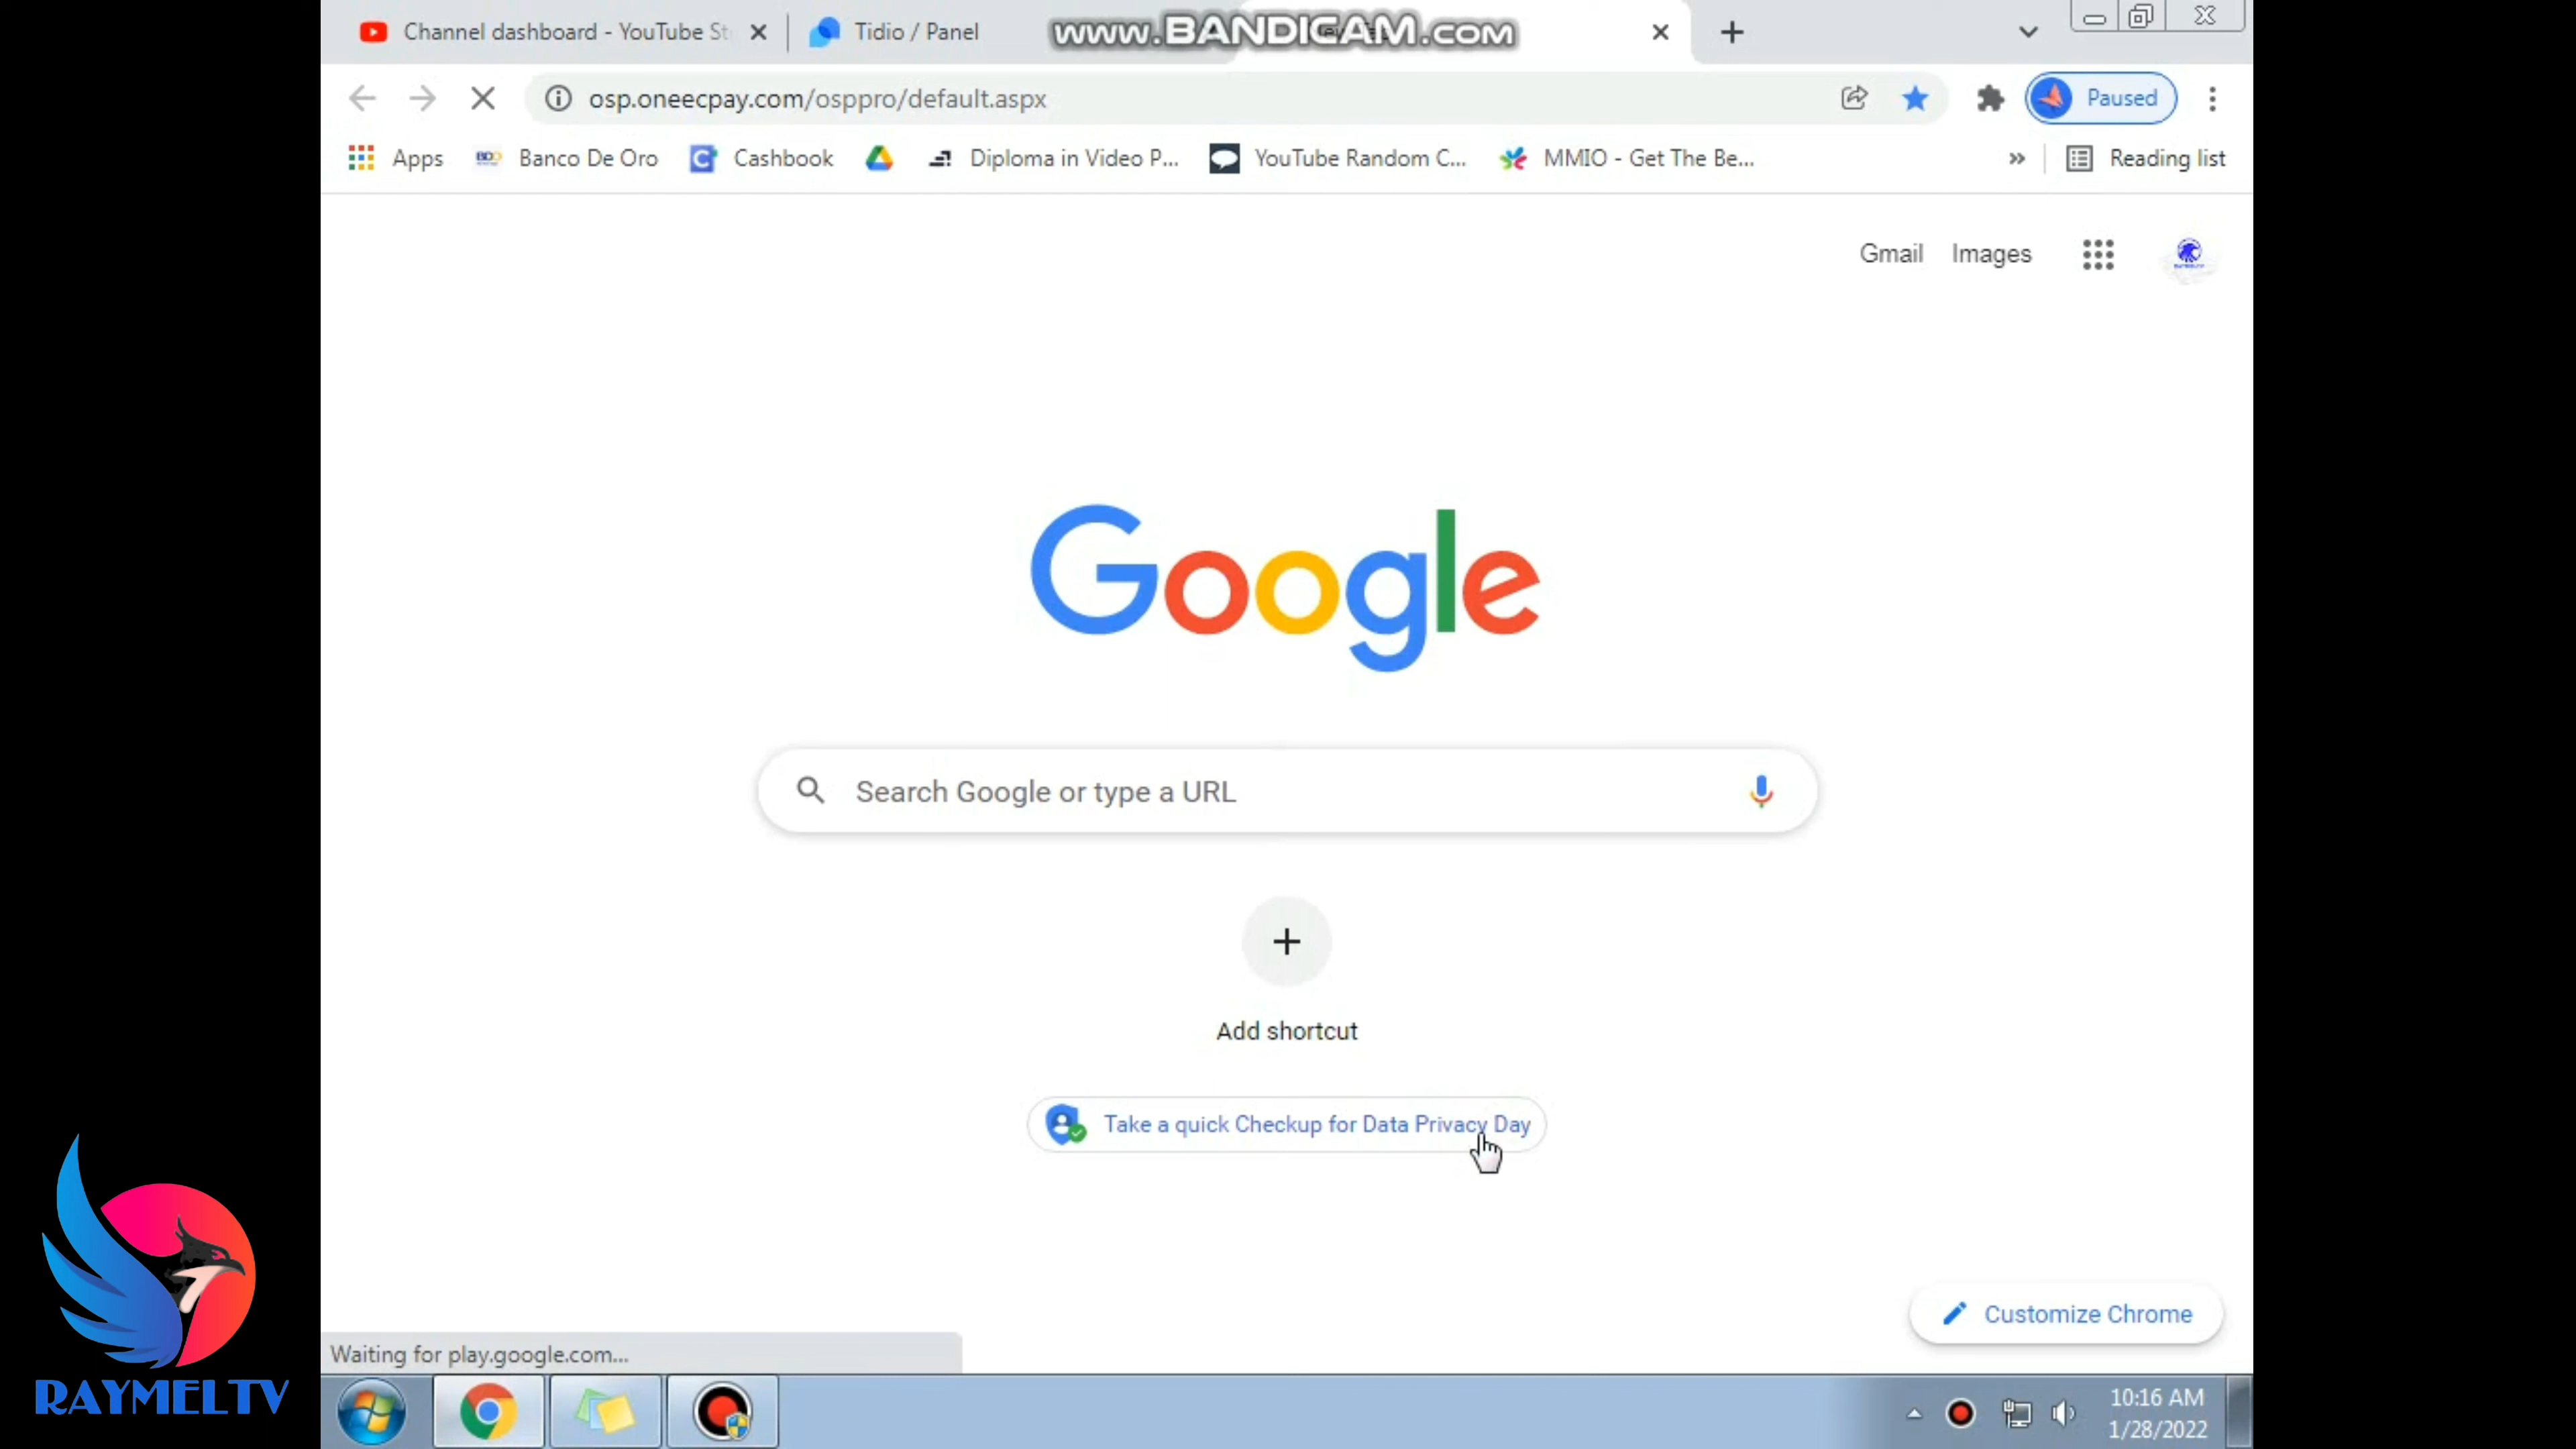 Channel dashboard - YouTube St
Tidio / Panel
www.BANDICAM.com
osp.oneecpay.com/osppro/default.aspx
Paused
Apps
BDO
Banco De Oro
Cashbook
Diploma in Video P...
YouTube Random C...
MMIO - Get The Be...
»
Reading list
Gmail
Images
Google
Search Google or type a URL
Add shortcut
Take a quick Checkup for Data Privacy Day
Customize Chrome
Waiting for play.google.com...
10:16 AM
1/28/2022
RAYMELTV